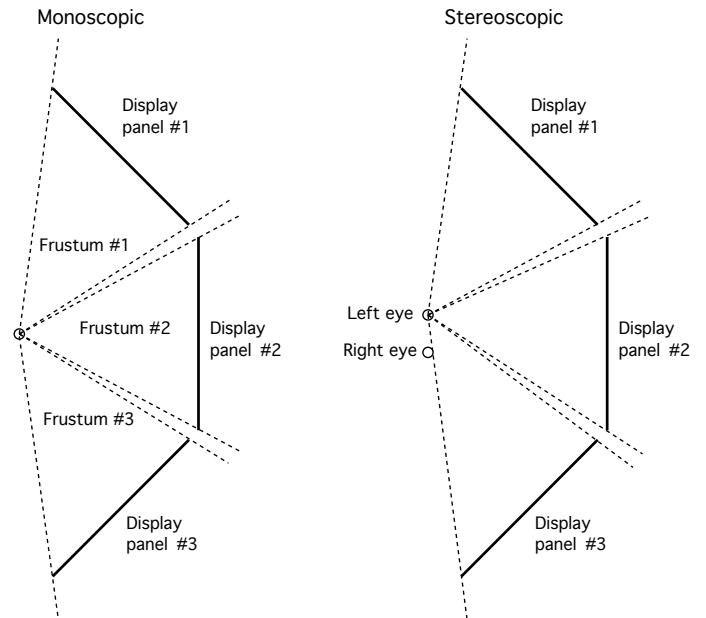 Monoscopic
Display
panel #1
Frustum #1
Frustum #2
Display
panel #2
Frustum #3
Display
panel #3
Stereoscopic
Display
panel #1
Left eye
Right eye
Display
panel #2
Display
panel #3